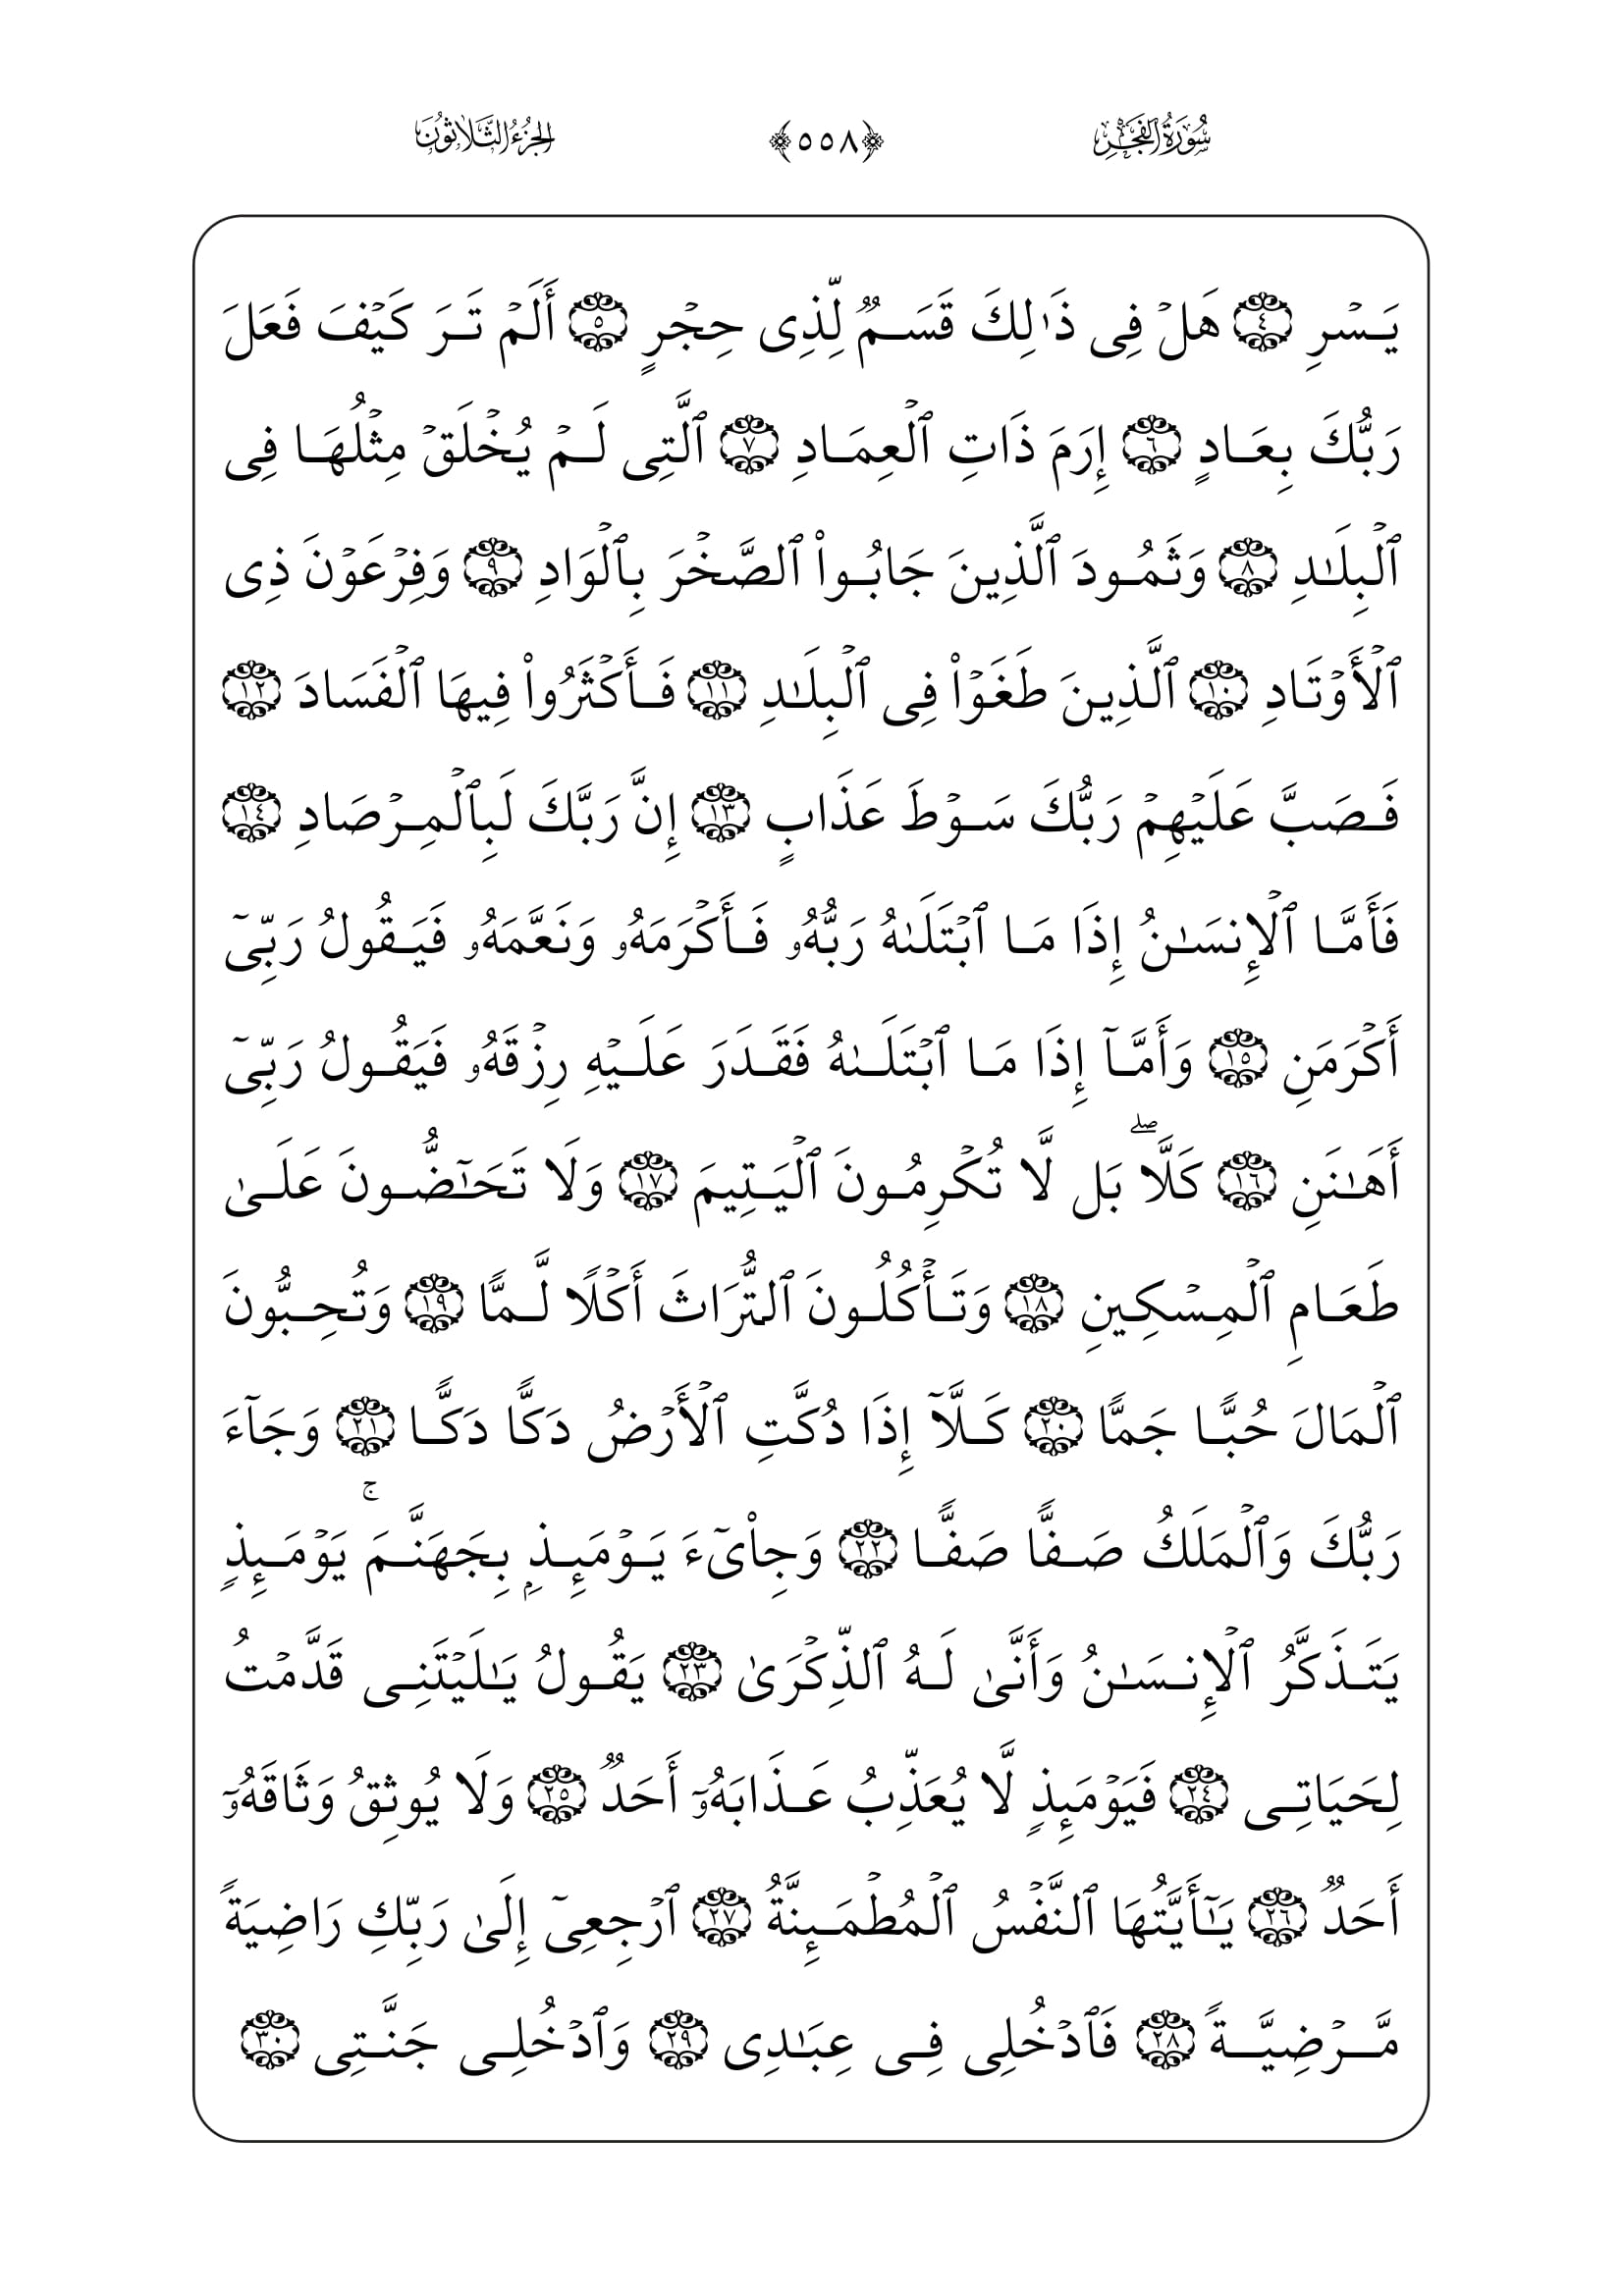 سُورَةُ الفَجْرِ ﴿٥٥٨﴾ الجُزْءُ الثَّلَاثُونَ
يَسۡرِ ٤ هَلۡ فِى ذَٰلِكَ قَسَمٌ لِّذِى حِجۡرٍ ٥ أَلَمۡ تَرَ كَيۡفَ فَعَلَ
رَبُّكَ بِعَادٍ ٦ إِرَمَ ذَاتِ ٱلۡعِمَادِ ٧ ٱلَّتِى لَمۡ يُخۡلَقۡ مِثۡلُهَا فِى
ٱلۡبِلَـٰدِ ٨ وَثَمُودَ ٱلَّذِينَ جَابُواْ ٱلصَّخۡرَ بِٱلۡوَادِ ٩ وَفِرۡعَوۡنَ ذِى
ٱلۡأَوۡتَادِ ١٠ ٱلَّذِينَ طَغَوۡاْ فِى ٱلۡبِلَـٰدِ ١١ فَأَكۡثَرُواْ فِيهَا ٱلۡفَسَادَ ١٢
فَصَبَّ عَلَيۡهِمۡ رَبُّكَ سَوۡطَ عَذَابٍ ١٣ إِنَّ رَبَّكَ لَبِٱلۡمِرۡصَادِ ١٤
فَأَمَّا ٱلۡإِنسَـٰنُ إِذَا مَا ٱبۡتَلَىٰهُ رَبُّهُۥ فَأَكۡرَمَهُۥ وَنَعَّمَهُۥ فَيَقُولُ رَبِّىٓ
أَكۡرَمَنِ ١٥ وَأَمَّآ إِذَا مَا ٱبۡتَلَىٰهُ فَقَدَرَ عَلَيۡهِ رِزۡقَهُۥ فَيَقُولُ رَبِّىٓ
أَهَـٰنَنِ ١٦ كَلَّاۖ بَل لَّا تُكۡرِمُونَ ٱلۡيَتِيمَ ١٧ وَلَا تَحَـٰٓضُّونَ عَلَىٰ
طَعَامِ ٱلۡمِسۡكِينِ ١٨ وَتَأۡكُلُونَ ٱلتُّرَاثَ أَكۡلًا لَّمًّا ١٩ وَتُحِبُّونَ
ٱلۡمَالَ حُبًّا جَمًّا ٢٠ كَلَّآ إِذَا دُكَّتِ ٱلۡأَرۡضُ دَكًّا دَكًّا ٢١ وَجَآءَ
رَبُّكَ وَٱلۡمَلَكُ صَفًّا صَفًّا ٢٢ وَجِاْىٓءَ يَوۡمَئِذِۭ بِجَهَنَّمَۚ يَوۡمَئِذٍ
يَتَذَكَّرُ ٱلۡإِنسَـٰنُ وَأَنَّىٰ لَهُ ٱلذِّكۡرَىٰ ٢٣ يَقُولُ يَـٰلَيۡتَنِى قَدَّمۡتُ
لِحَيَاتِى ٢٤ فَيَوۡمَئِذٍ لَّا يُعَذِّبُ عَذَابَهُۥٓ أَحَدٌ ٢٥ وَلَا يُوثِقُ وَثَاقَهُۥٓ
أَحَدٌ ٢٦ يَـٰٓأَيَّتُهَا ٱلنَّفۡسُ ٱلۡمُطۡمَئِنَّةُ ٢٧ ٱرۡجِعِىٓ إِلَىٰ رَبِّكِ رَاضِيَةً
مَّرۡضِيَّةً ٢٨ فَٱدۡخُلِى فِى عِبَـٰدِى ٢٩ وَٱدۡخُلِى جَنَّتِى ٣٠